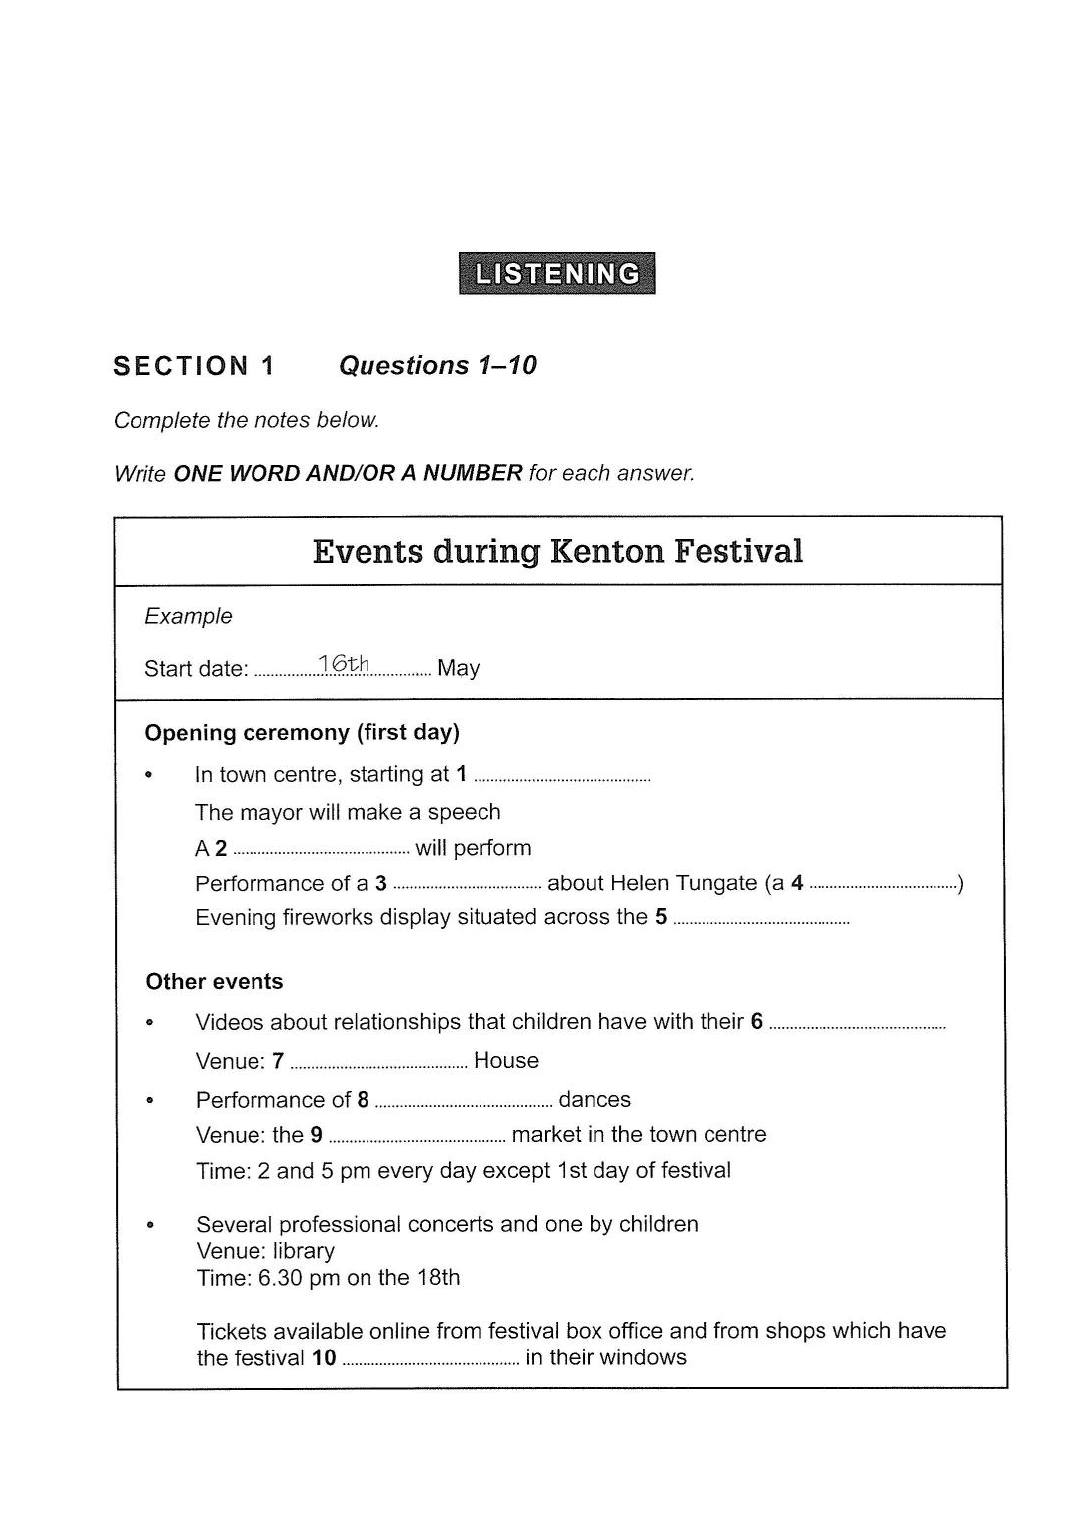 LISTENING
SECTION 1 Questions 1–10
Complete the notes below.
Write ONE WORD AND/OR A NUMBER for each answer.
Events during Kenton Festival
Example
Start date: ........16th........ May
Opening ceremony (first day)
• In town centre, starting at 1 ........................
The mayor will make a speech
A 2 ........................ will perform
Performance of a 3 ........................ about Helen Tungate (a 4 ........................)
Evening fireworks display situated across the 5 ........................
Other events
• Videos about relationships that children have with their 6 ........................
Venue: 7 ........................ House
• Performance of 8 ........................ dances
Venue: the 9 ........................ market in the town centre
Time: 2 and 5 pm every day except 1st day of festival
• Several professional concerts and one by children
Venue: library
Time: 6.30 pm on the 18th
Tickets available online from festival box office and from shops which have
the festival 10 ........................ in their windows